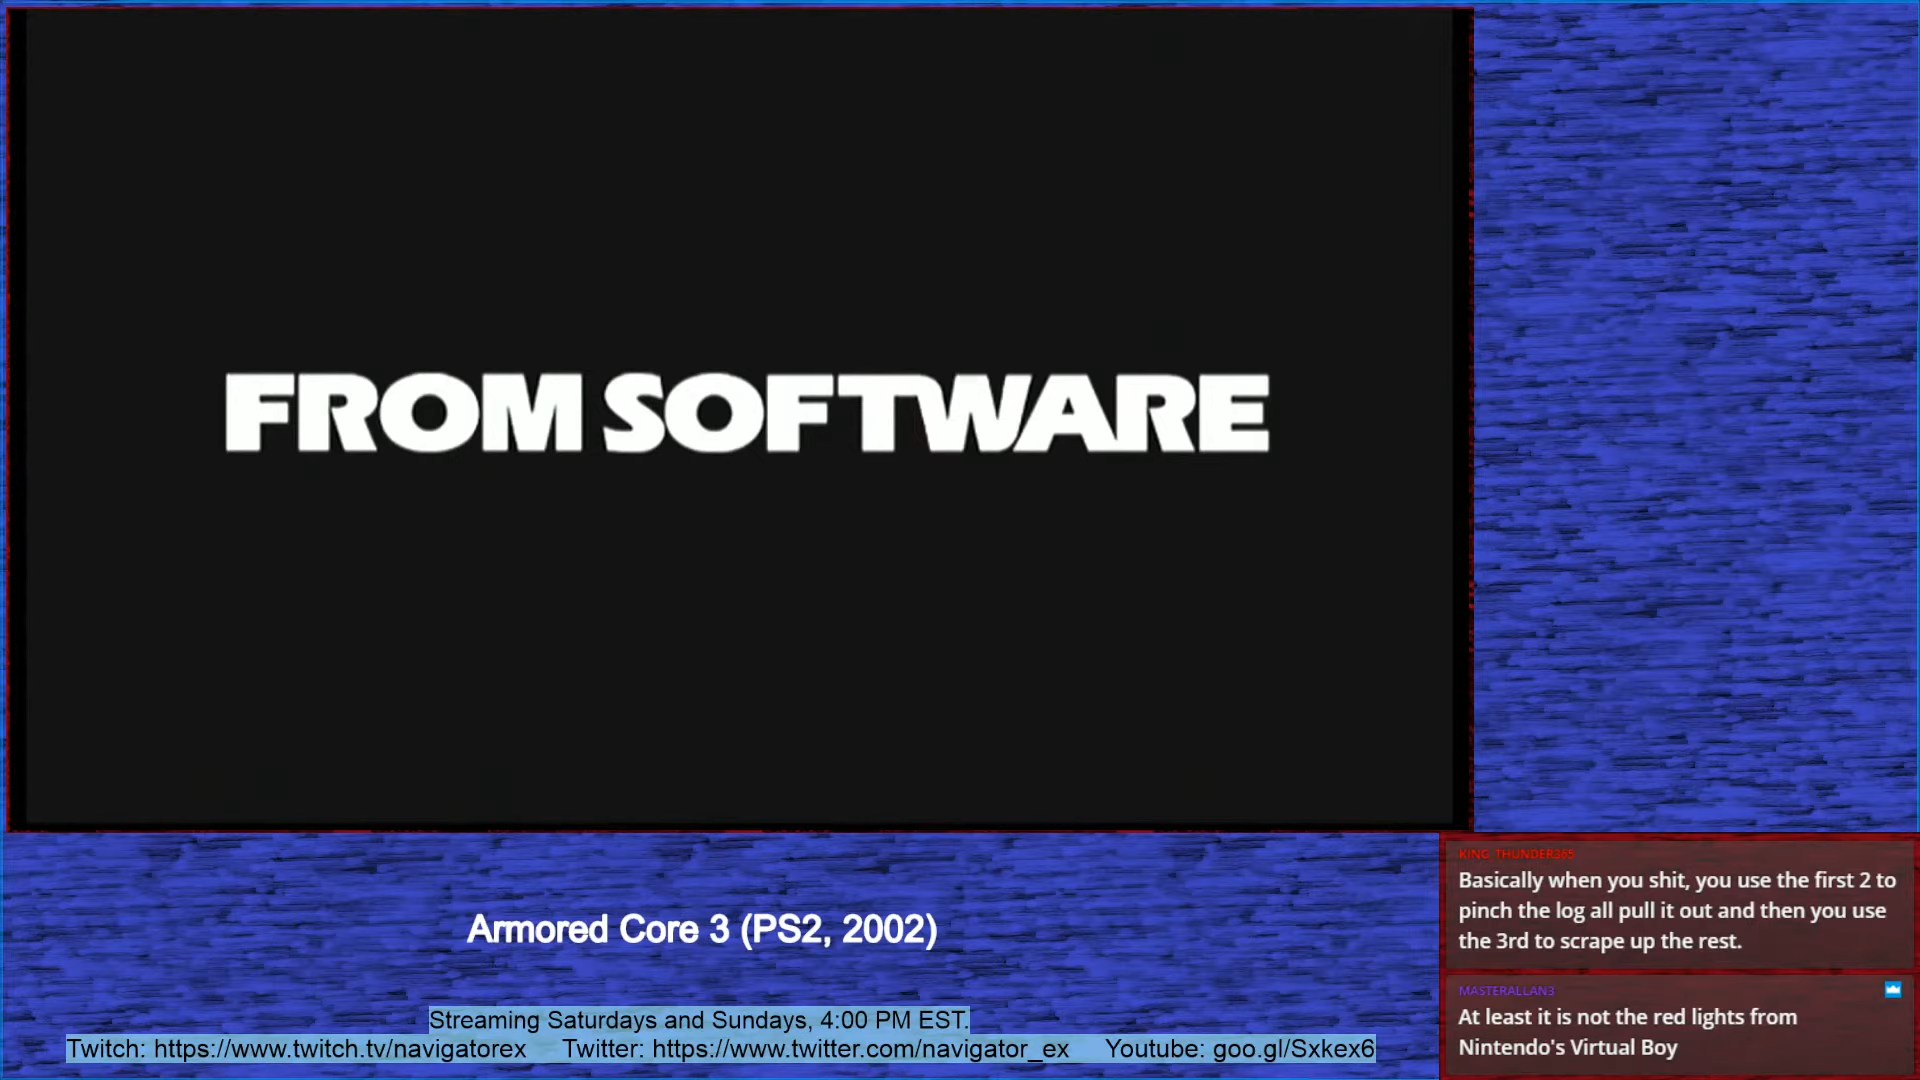 FROM SOFTWARE
Armored Core 3 (PS2, 2002)
Streaming Saturdays and Sundays, 4:00 PM EST.
Twitch: https://www.twitch.tv/navigatorex Twitter: https://www.twitter.com/navigator_ex Youtube: goo.gl/Sxkex6
KING_THUNDER365
Basically when you shit, you use the first 2 to
pinch the log all pull it out and then you use
the 3rd to scrape up the rest.
MASTERALLAN3
At least it is not the red lights from
Nintendo's Virtual Boy